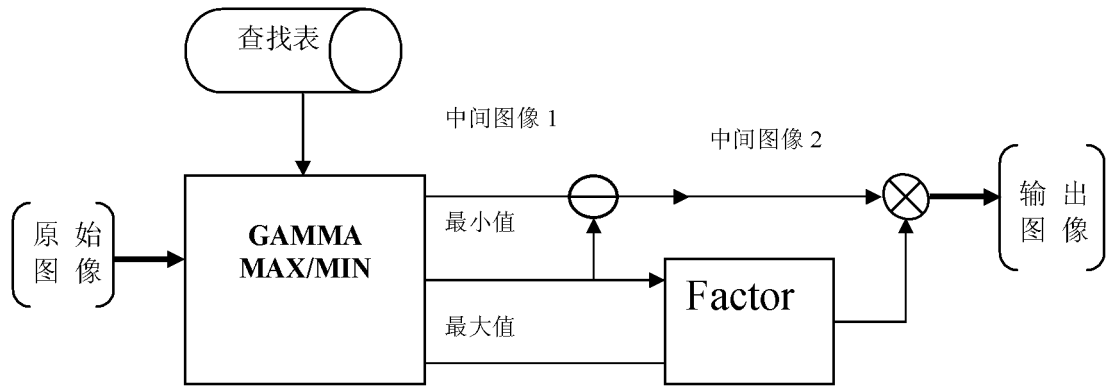 查找表
中间图像 1
中间图像 2
原 始
图 像
GAMMA
MAX/MIN
最小值
最大值
Factor
输 出
图 像